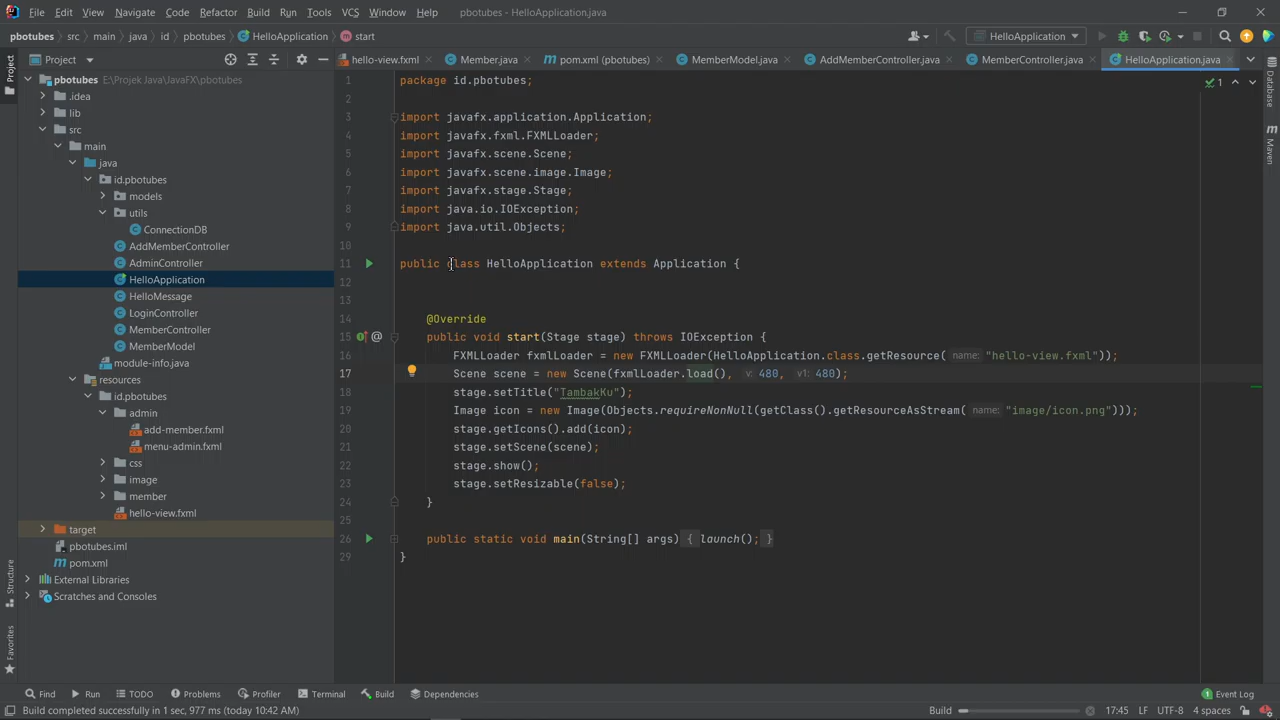 File Edit View Navigate Code Refactor Build Run Tools VCS Window Help pbotubes - HelloApplication.java
pbotubes src main java id pbotubes HelloApplication start HelloApplication
Project hello-view.fxml Member.java pom.xml (pbotubes) MemberModel.java AddMemberController.java MemberController.java HelloApplication.java
Project
Structure
Favorites
Database
Maven
pbotubes E:\Projek Java\JavaFX\pbotubes
.idea
lib
src
main
java
id.pbotubes
models
utils
ConnectionDB
AddMemberController
AdminController
HelloApplication
HelloMessage
LoginController
MemberController
MemberModel
module-info.java
resources
id.pbotubes
admin
add-member.fxml
menu-admin.fxml
css
image
member
hello-view.fxml
target
pbotubes.iml
pom.xml
External Libraries
Scratches and Consoles
1 package id.pbotubes; 1
2
3 import javafx.application.Application;
4 import javafx.fxml.FXMLLoader;
5 import javafx.scene.Scene;
6 import javafx.scene.image.Image;
7 import javafx.stage.Stage;
8 import java.io.IOException;
9 import java.util.Objects;
10
11 public class HelloApplication extends Application {
12
13
14 @Override
15 @ public void start(Stage stage) throws IOException {
16 FXMLLoader fxmlLoader = new FXMLLoader(HelloApplication.class.getResource( name: "hello-view.fxml"));
17 Scene scene = new Scene(fxmlLoader.load(), v: 480, v1: 480);
18 stage.setTitle("TambakKu");
19 Image icon = new Image(Objects.requireNonNull(getClass().getResourceAsStream( name: "image/icon.png")));
20 stage.getIcons().add(icon);
21 stage.setScene(scene);
22 stage.show();
23 stage.setResizable(false);
24 }
25
26 public static void main(String[] args) { launch(); }
29 }
Find Run TODO Problems Profiler Terminal Build Dependencies Event Log
Build completed successfully in 1 sec, 977 ms (today 10:42 AM) Build 17:45 LF UTF-8 4 spaces